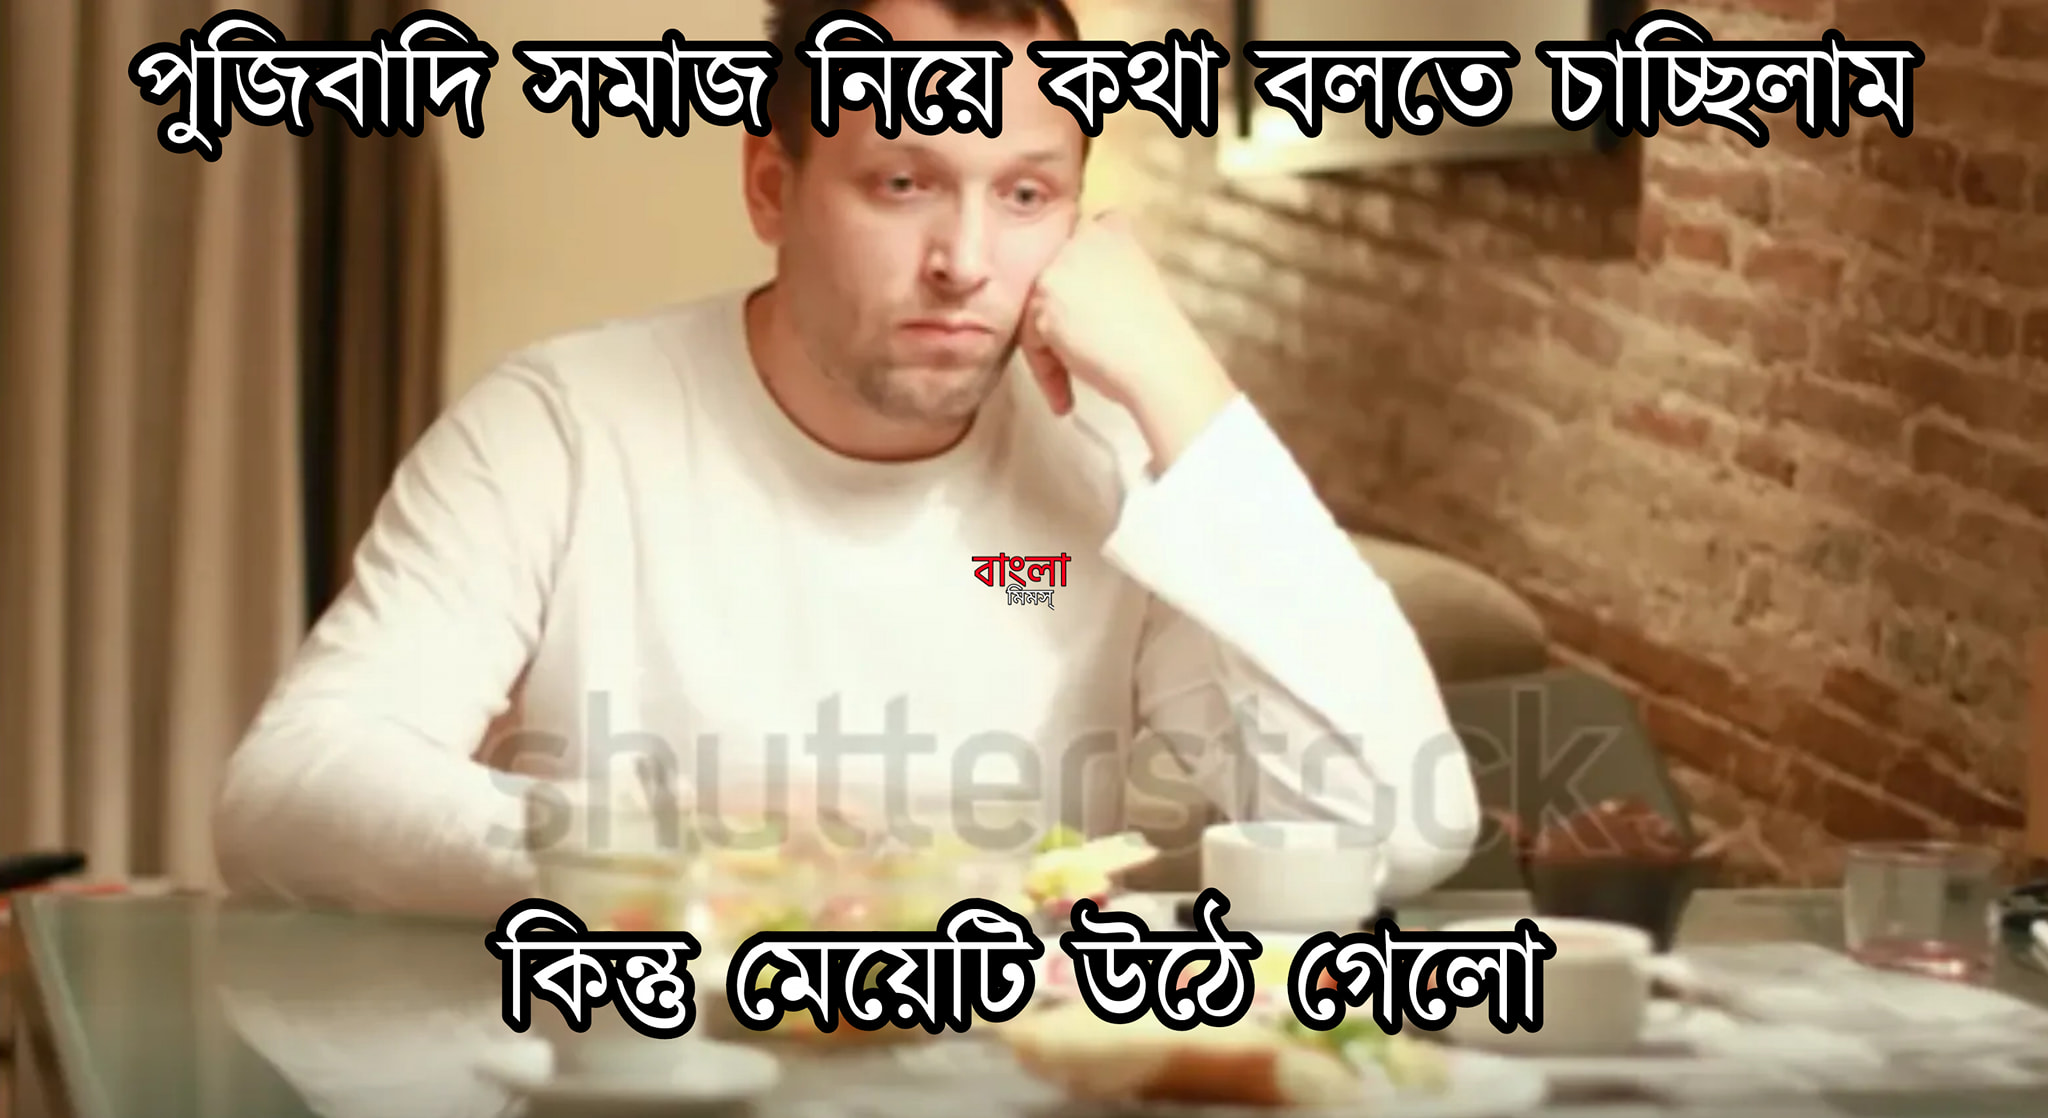 পুজিবাদি সমাজ নিয়ে কথা বলতে চাচ্ছিলাম
বাংলা
মিমস্
shutterstock
কিন্তু মেয়েটি উঠে গেলো